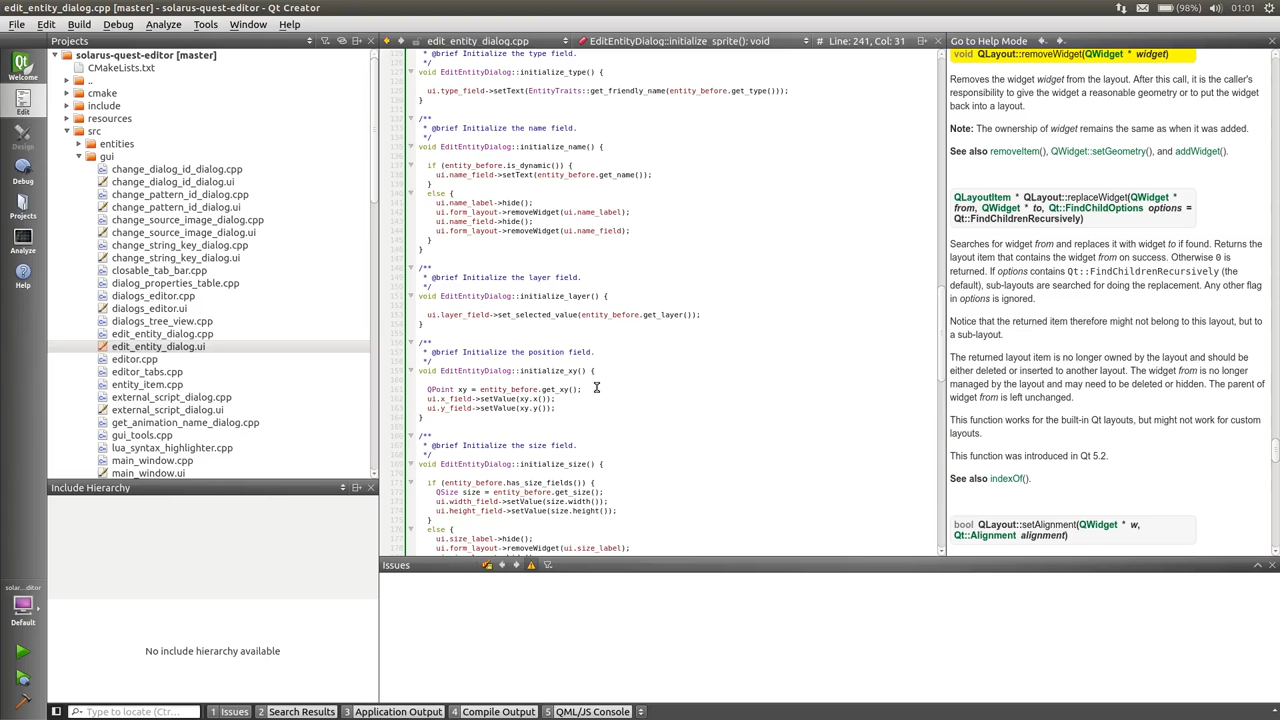 edit_entity_dialog.cpp [master] - solarus-quest-editor - Qt Creator
(98%)
01:01
File Edit Build Debug Analyze Tools Window Help
Projects
edit_entity_dialog.cpp
EditEntityDialog::initialize_sprite(): void
# Line: 241, Col: 31
Go to Help Mode
Welcome
Edit
Design
Debug
Projects
Analyze
Help
solar...ditor
Default
solarus-quest-editor [master]
CMakeLists.txt
..
cmake
include
resources
src
entities
gui
change_dialog_id_dialog.cpp
change_dialog_id_dialog.ui
change_pattern_id_dialog.cpp
change_pattern_id_dialog.ui
change_source_image_dialog.cpp
change_source_image_dialog.ui
change_string_key_dialog.cpp
change_string_key_dialog.ui
closable_tab_bar.cpp
dialog_properties_table.cpp
dialogs_editor.cpp
dialogs_editor.ui
dialogs_tree_view.cpp
edit_entity_dialog.cpp
edit_entity_dialog.ui
editor.cpp
editor_tabs.cpp
entity_item.cpp
external_script_dialog.cpp
external_script_dialog.ui
get_animation_name_dialog.cpp
gui_tools.cpp
lua_syntax_highlighter.cpp
main_window.cpp
main_window.ui
Include Hierarchy
No include hierarchy available
* @brief Initialize the type field.
*/
void EditEntityDialog::initialize_type() {
ui.type_field->setText(EntityTraits::get_friendly_name(entity_before.get_type()));
}
/**
* @brief Initialize the name field.
*/
void EditEntityDialog::initialize_name() {
if (entity_before.is_dynamic()) {
ui.name_field->setText(entity_before.get_name());
}
else {
ui.name_label->hide();
ui.form_layout->removeWidget(ui.name_label);
ui.name_field->hide();
ui.form_layout->removeWidget(ui.name_field);
}
}
/**
* @brief Initialize the layer field.
*/
void EditEntityDialog::initialize_layer() {
ui.layer_field->set_selected_value(entity_before.get_layer());
}
/**
* @brief Initialize the position field.
*/
void EditEntityDialog::initialize_xy() {
QPoint xy = entity_before.get_xy();
ui.x_field->setValue(xy.x());
ui.y_field->setValue(xy.y());
}
/**
* @brief Initialize the size field.
*/
void EditEntityDialog::initialize_size() {
if (entity_before.has_size_fields()) {
QSize size = entity_before.get_size();
ui.width_field->setValue(size.width());
ui.height_field->setValue(size.height());
}
else {
ui.size_label->hide();
ui.form_layout->removeWidget(ui.size_label);
void QLayout::removeWidget(QWidget * widget)
Removes the widget widget from the layout. After this call, it is the caller's
responsibility to give the widget a reasonable geometry or to put the widget
back into a layout.
Note: The ownership of widget remains the same as when it was added.
See also removeItem(), QWidget::setGeometry(), and addWidget().
QLayoutItem * QLayout::replaceWidget(QWidget *
from, QWidget * to, Qt::FindChildOptions options =
Qt::FindChildrenRecursively)
Searches for widget from and replaces it with widget to if found. Returns the
layout item that contains the widget from on success. Otherwise 0 is
returned. If options contains Qt::FindChildrenRecursively (the
default), sub-layouts are searched for doing the replacement. Any other flag
in options is ignored.
Notice that the returned item therefore might not belong to this layout, but to
a sub-layout.
The returned layout item is no longer owned by the layout and should be
either deleted or inserted to another layout. The widget from is no longer
managed by the layout and may need to be deleted or hidden. The parent of
widget from is left unchanged.
This function works for the built-in Qt layouts, but might not work for custom
layouts.
This function was introduced in Qt 5.2.
See also indexOf().
bool QLayout::setAlignment(QWidget * w,
Qt::Alignment alignment)
Issues
Type to locate (Ctrl...
1 Issues 2 Search Results 3 Application Output 4 Compile Output 5 QML/JS Console